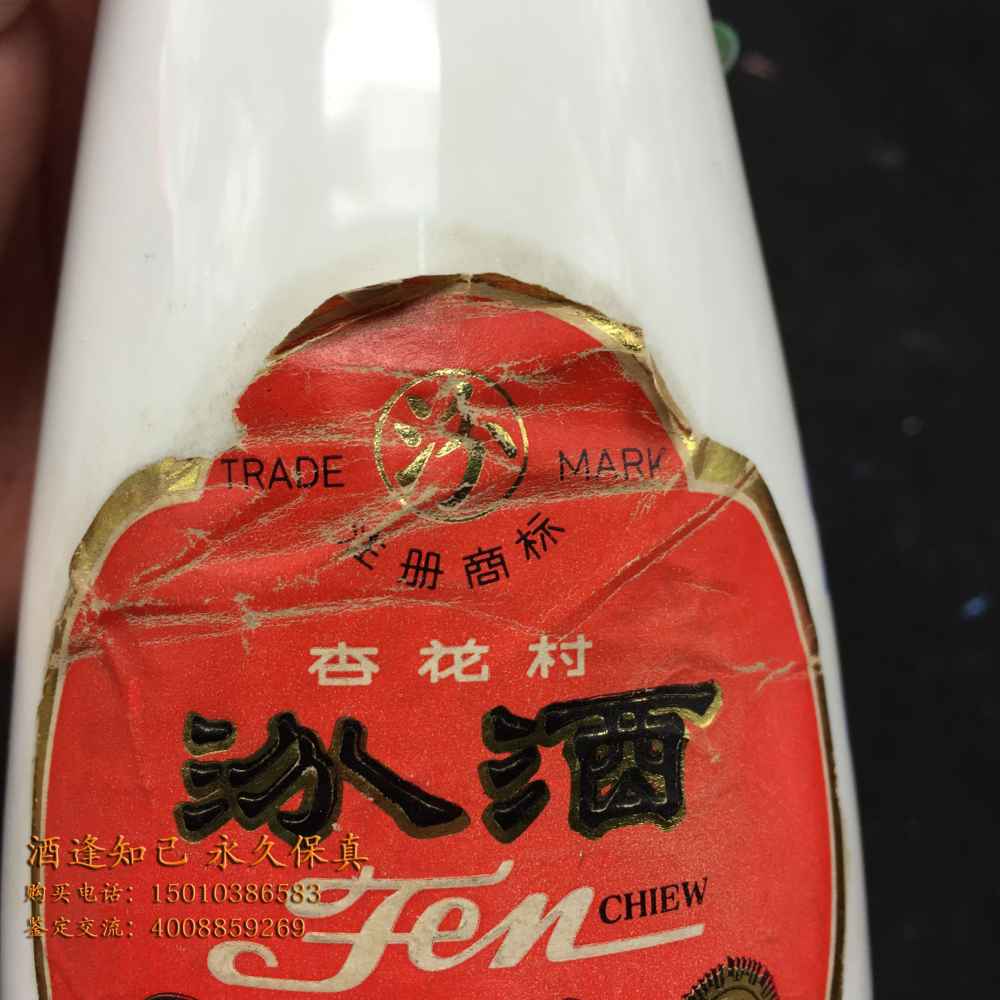 汾
TRADE MARK
注册商标
杏花村
汾酒
Fen CHIEW
酒逢知己 永久保真
购买电话：15010386583
鉴定交流：4008859269